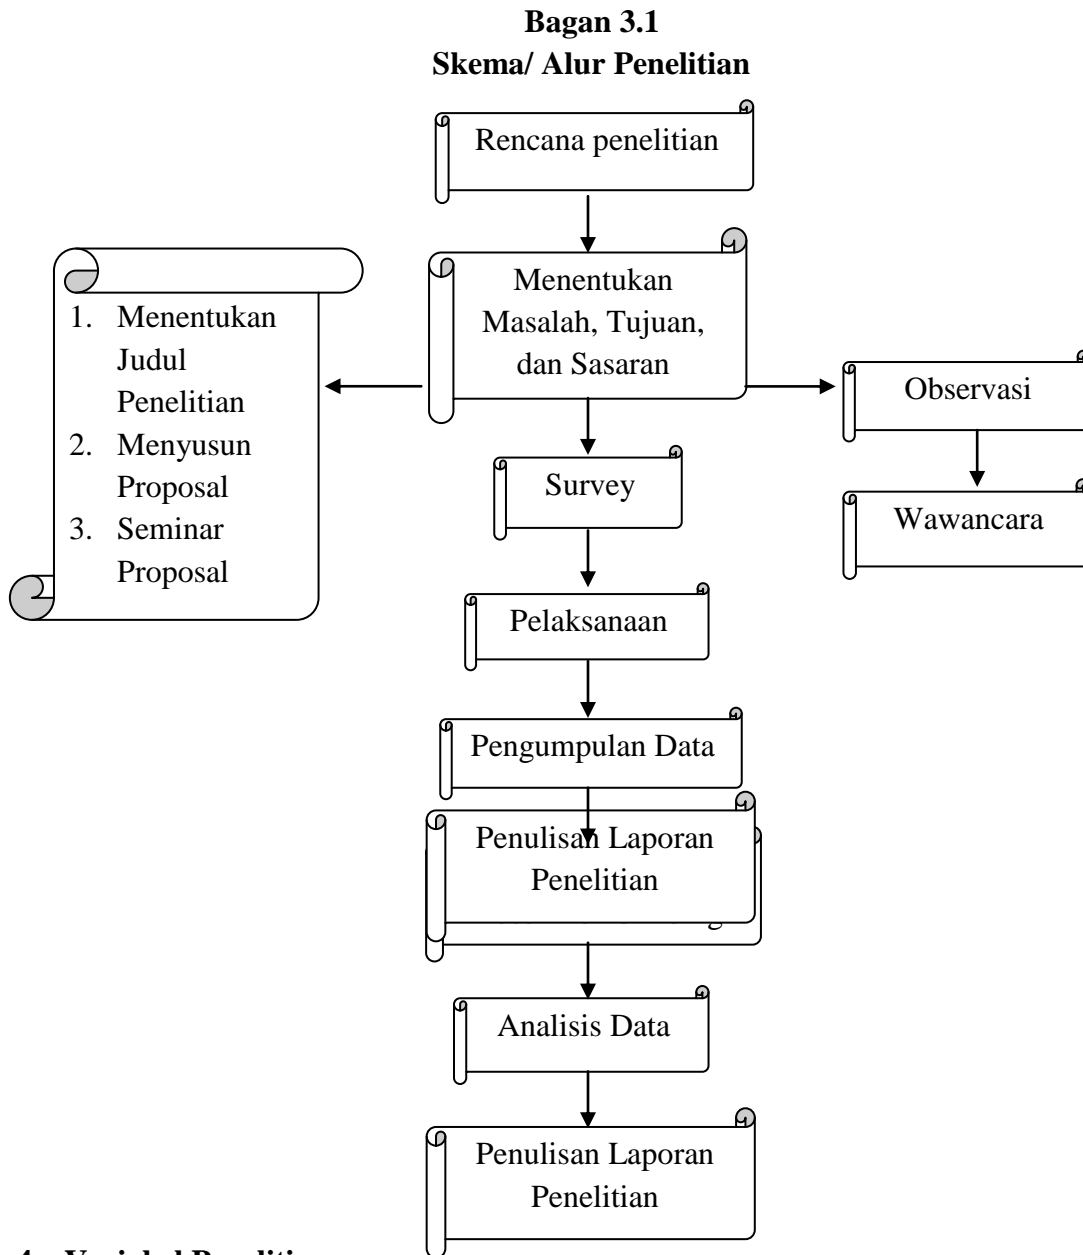 Bagan 3.1
Skema/ Alur Penelitian
Rencana penelitian
Menentukan
Masalah, Tujuan,
dan Sasaran
1. Menentukan
Judul
Penelitian
2. Menyusun
Proposal
3. Seminar
Proposal
Observasi
Wawancara
Survey
Pelaksanaan
Pengumpulan Data
Penulisan Laporan
Penelitian
Analisis Data
Penulisan Laporan
Penelitian